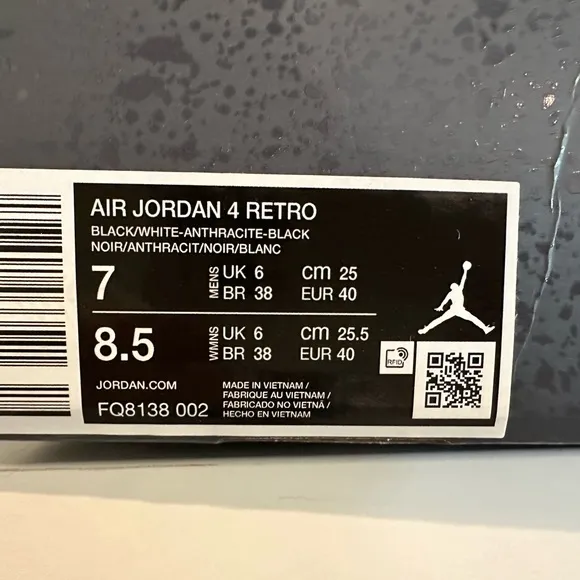 AIR JORDAN 4 RETRO
BLACK/WHITE-ANTHRACITE-BLACK
NOIR/ANTHRACIT/NOIR/BLANC
7 MENS UK 6 cm 25
BR 38 EUR 40
8.5 WMNS UK 6 cm 25.5
BR 38 EUR 40
RFID
JORDAN.COM
FQ8138 002
MADE IN VIETNAM /
FABRIQUE AU VIETNAM /
FABRICADO NO VIETNÃ /
HECHO EN VIETNAM